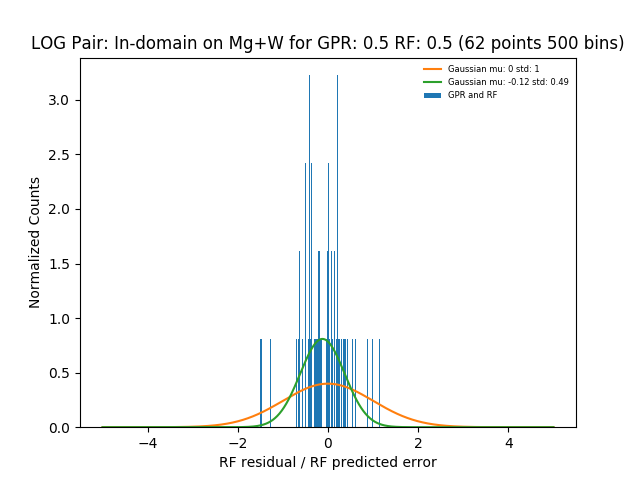 LOG Pair: In-domain on Mg+W for GPR: 0.5 RF: 0.5 (62 points 500 bins)
Gaussian mu: 0 std: 1
Gaussian mu: -0.12 std: 0.49
GPR and RF
Normalized Counts
3.0
2.5
2.0
1.5
1.0
0.5
0.0
−4
−2
0
2
4
RF residual / RF predicted error